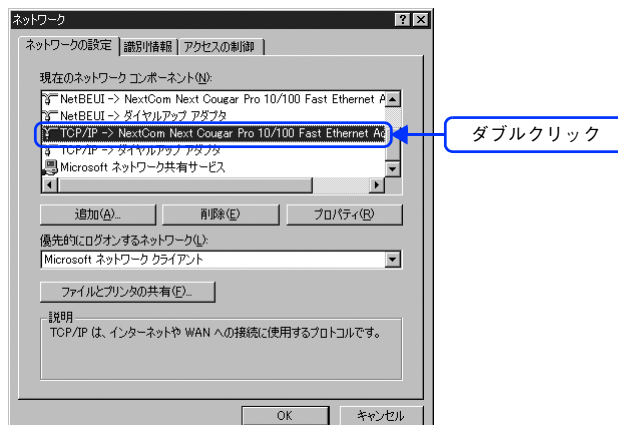 ネットワーク
ネットワークの設定 識別情報 アクセスの制御
現在のネットワーク コンポーネント(N):
NetBEUI -> NextCom Next Cougar Pro 10/100 Fast Ethernet A
NetBEUI -> ダイヤルアップ アダプタ
TCP/IP -> NextCom Next Cougar Pro 10/100 Fast Ethernet Ad
ダブルクリック
TCP/IP -> ダイヤルアップ アダプタ
Microsoft ネットワーク共有サービス
追加(A)... 削除(E) プロパティ(R)
優先的にログオンするネットワーク(L):
Microsoft ネットワーク クライアント
ファイルとプリンタの共有(F)...
説明
TCP/IP は、インターネットや WAN への接続に使用するプロトコルです。
OK キャンセル